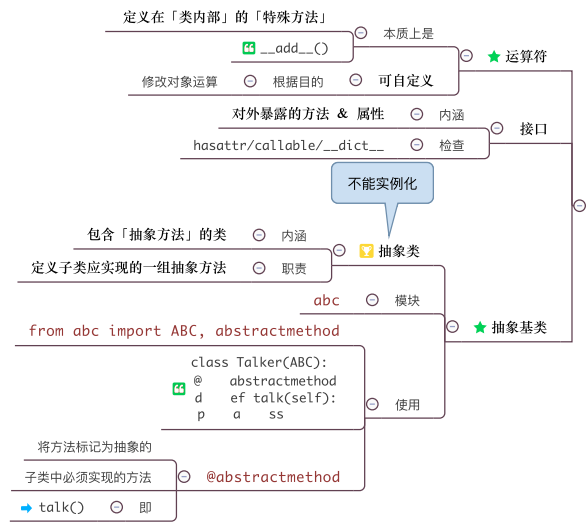 定义在「类内部」的「特殊方法」
本质上是
__add__()
运算符
修改对象运算
根据目的
可自定义
对外暴露的方法 & 属性
内涵
接口
hasattr/callable/__dict__
检查
不能实例化
包含「抽象方法」的类
内涵
抽象类
定义子类应实现的一组抽象方法
职责
abc
模块
抽象基类
from abc import ABC, abstractmethod
class Talker(ABC):
@ abstractmethod
d ef talk(self):
p a ss
使用
将方法标记为抽象的
子类中必须实现的方法
@abstractmethod
talk()
即